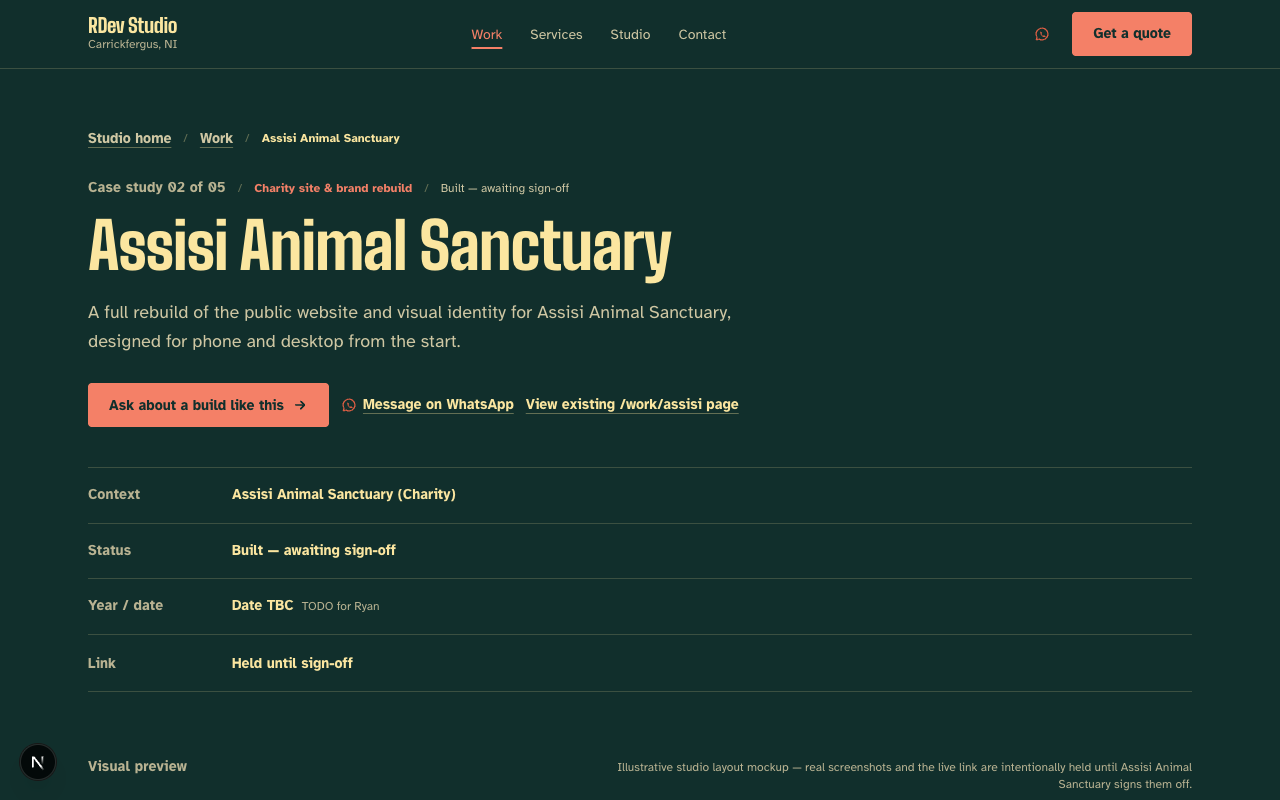 RDev Studio
Carrickfergus, NI
Work
Services
Studio
Contact
Get a quote
Studio home / Work / Assisi Animal Sanctuary
Case study 02 of 05 / Charity site & brand rebuild / Built — awaiting sign-off
Assisi Animal Sanctuary
A full rebuild of the public website and visual identity for Assisi Animal Sanctuary,
designed for phone and desktop from the start.
Ask about a build like this →
Message on WhatsApp
View existing /work/assisi page
Context Assisi Animal Sanctuary (Charity)
Status Built — awaiting sign-off
Year / date Date TBC TODO for Ryan
Link Held until sign-off
N
Visual preview
Illustrative studio layout mockup — real screenshots and the live link are intentionally held until Assisi Animal
Sanctuary signs them off.